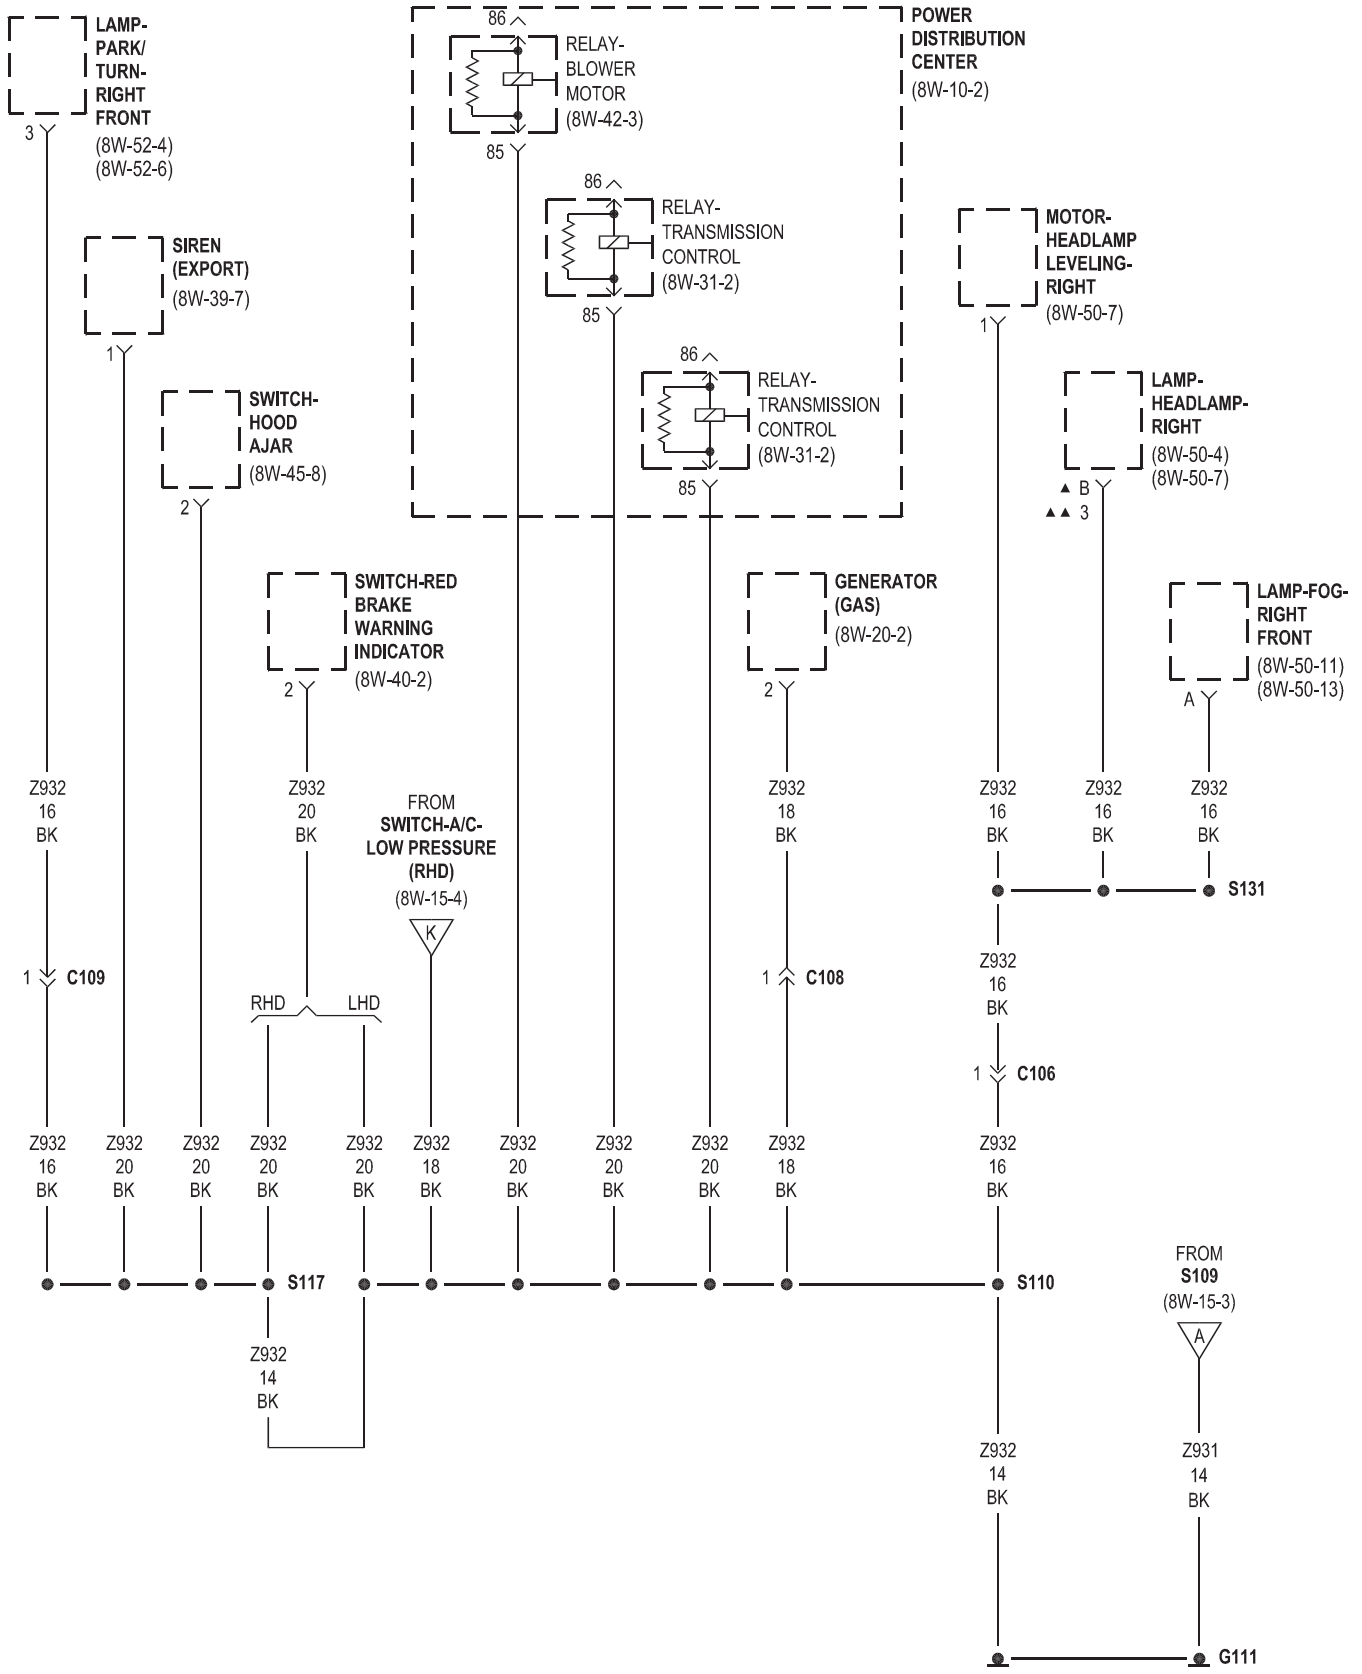 LAMP-
PARK/
TURN-
RIGHT
FRONT
(8W-52-4)
(8W-52-6)
3
86
RELAY-
BLOWER
MOTOR
(8W-42-3)
85
POWER
DISTRIBUTION
CENTER
(8W-10-2)
86
RELAY-
TRANSMISSION
CONTROL
(8W-31-2)
85
SIREN
(EXPORT)
(8W-39-7)
1
MOTOR-
HEADLAMP
LEVELING-
RIGHT
(8W-50-7)
1
86
RELAY-
TRANSMISSION
CONTROL
(8W-31-2)
85
SWITCH-
HOOD
AJAR
(8W-45-8)
2
LAMP-
HEADLAMP-
RIGHT
(8W-50-4)
(8W-50-7)
▲ B
▲▲ 3
SWITCH-RED
BRAKE
WARNING
INDICATOR
(8W-40-2)
2
GENERATOR
(GAS)
(8W-20-2)
2
LAMP-FOG-
RIGHT
FRONT
(8W-50-11)
(8W-50-13)
A
Z932
16
BK
Z932
20
BK
FROM
SWITCH-A/C-
LOW PRESSURE
(RHD)
(8W-15-4)
K
Z932
18
BK
Z932
16
BK
Z932
16
BK
Z932
16
BK
S131
1 C109
RHD LHD
1 C108
Z932
16
BK
1 C106
Z932
16
BK
Z932
20
BK
Z932
20
BK
Z932
20
BK
Z932
20
BK
Z932
18
BK
Z932
20
BK
Z932
20
BK
Z932
20
BK
Z932
18
BK
Z932
16
BK
S117
S110
FROM
S109
(8W-15-3)
A
Z932
14
BK
Z932
14
BK
Z931
14
BK
G111